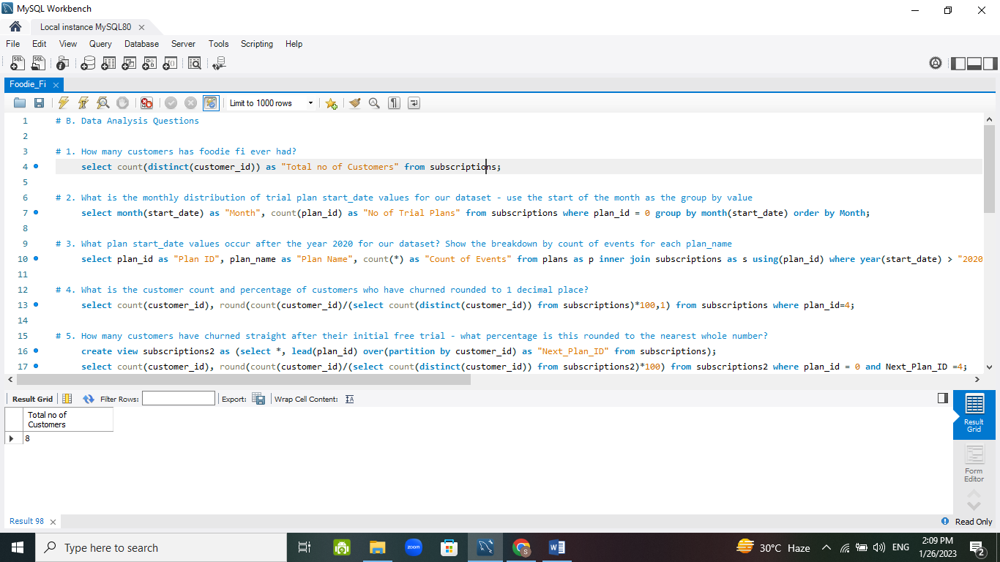 MySQL Workbench
Local instance MySQL80
File Edit View Query Database Server Tools Scripting Help
Foodie_Fi
Limit to 1000 rows
1 # B. Data Analysis Questions
2
3 # 1. How many customers has foodie fi ever had?
4 select count(distinct(customer_id)) as "Total no of Customers" from subscriptions;
5
6 # 2. What is the monthly distribution of trial plan start_date values for our dataset - use the start of the month as the group by value
7 select month(start_date) as "Month", count(plan_id) as "No of Trial Plans" from subscriptions where plan_id = 0 group by month(start_date) order by Month;
8
9 # 3. What plan start_date values occur after the year 2020 for our dataset? Show the breakdown by count of events for each plan_name
10 select plan_id as "Plan ID", plan_name as "Plan Name", count(*) as "Count of Events" from plans as p inner join subscriptions as s using(plan_id) where year(start_date) > "2020
11
12 # 4. What is the customer count and percentage of customers who have churned rounded to 1 decimal place?
13 select count(customer_id), round(count(customer_id)/(select count(distinct(customer_id)) from subscriptions)*100,1) from subscriptions where plan_id=4;
14
15 # 5. How many customers have churned straight after their initial free trial - what percentage is this rounded to the nearest whole number?
16 create view subscriptions2 as (select *, lead(plan_id) over(partition by customer_id) as "Next_Plan_ID" from subscriptions);
17 select count(customer_id), round(count(customer_id)/(select count(distinct(customer_id)) from subscriptions2)*100) from subscriptions2 where plan_id = 0 and Next_Plan_ID =4;
Result Grid Filter Rows: Export: Wrap Cell Content:
Total no of
Customers
8
Result
Grid
Form
Editor
Result 98
Read Only
Type here to search
zoom
S
W
30°C Haze
ENG
2:09 PM
1/26/2023
2